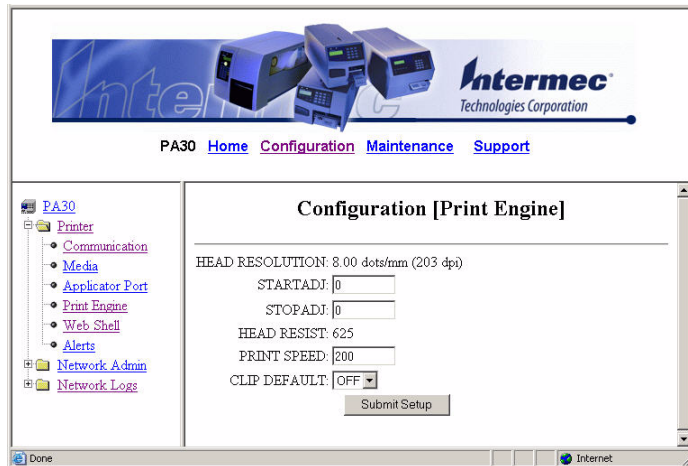 Intermec
Intermec
Technologies Corporation
PA30 Home Configuration Maintenance Support
PA30
Printer
Communication
Media
Applicator Port
Print Engine
Web Shell
Alerts
Network Admin
Network Logs
Configuration [Print Engine]
HEAD RESOLUTION: 8.00 dots/mm (203 dpi)
STARTADJ: 0
STOPADJ: 0
HEAD RESIST: 625
PRINT SPEED: 200
CLIP DEFAULT: OFF
Submit Setup
Done
Internet